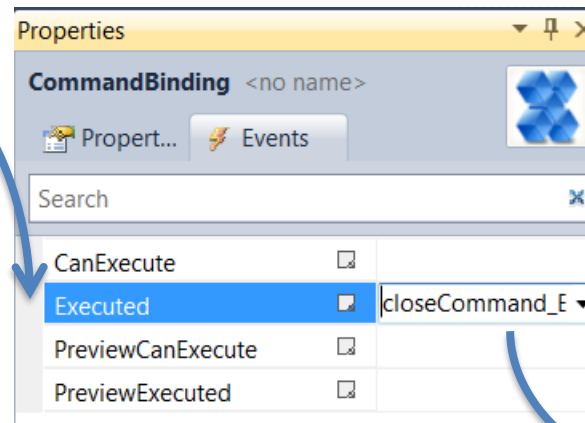 Properties
CommandBinding <no name>
Propert... Events
Search
CanExecute
Executed closeCommand_E
PreviewCanExecute
PreviewExecuted